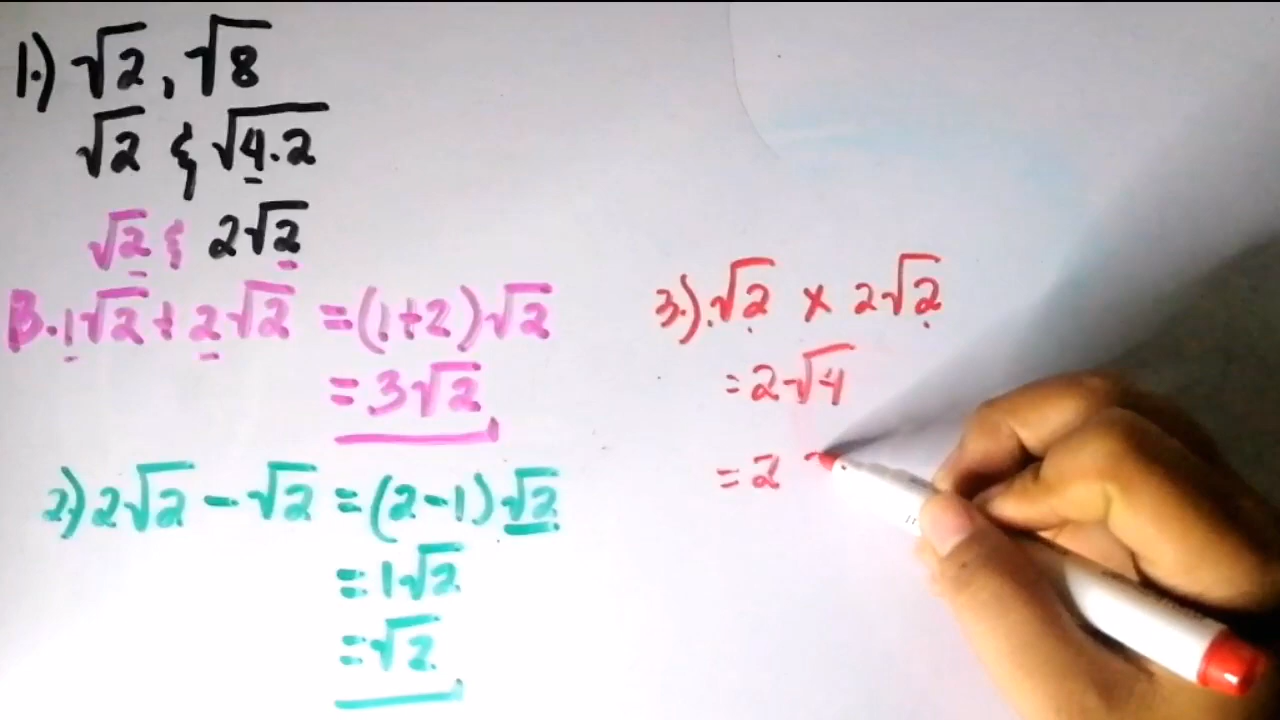 1.) √2, √8
√2 & √4.2
√2 & 2√2
B. 1√2 + 2√2 = (1+2)√2
= 3√2
2) 2√2 - √2 = (2-1)√2
= 1√2
= √2
3.) √2 x 2√2
= 2√4
= 2